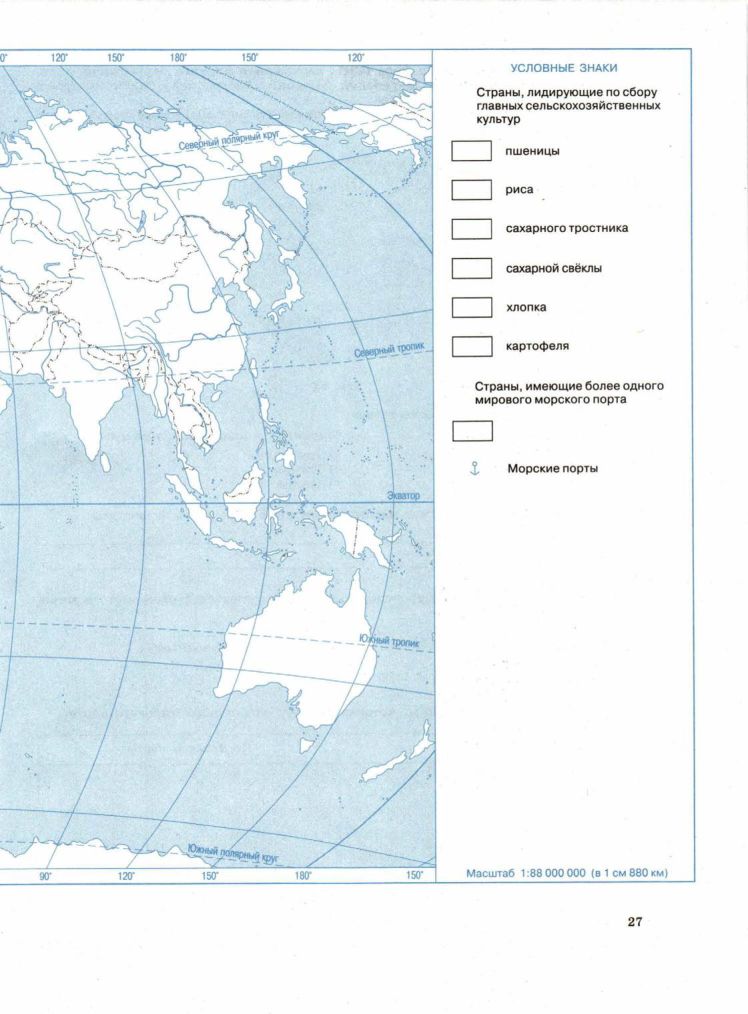 0° 120° 150° 180° 150° 120°
УСЛОВНЫЕ ЗНАКИ
Страны, лидирующие по сбору
главных сельскохозяйственных
культур
пшеницы
риса
сахарного тростника
сахарной свёклы
хлопка
картофеля
Страны, имеющие более одного
мирового морского порта
Морские порты
Северный полярный круг
Северный тропик
Экватор
Южный тропик
Южный полярный круг
90° 120° 150° 180° 150°
Масштаб 1:88 000 000 (в 1 см 880 км)
27